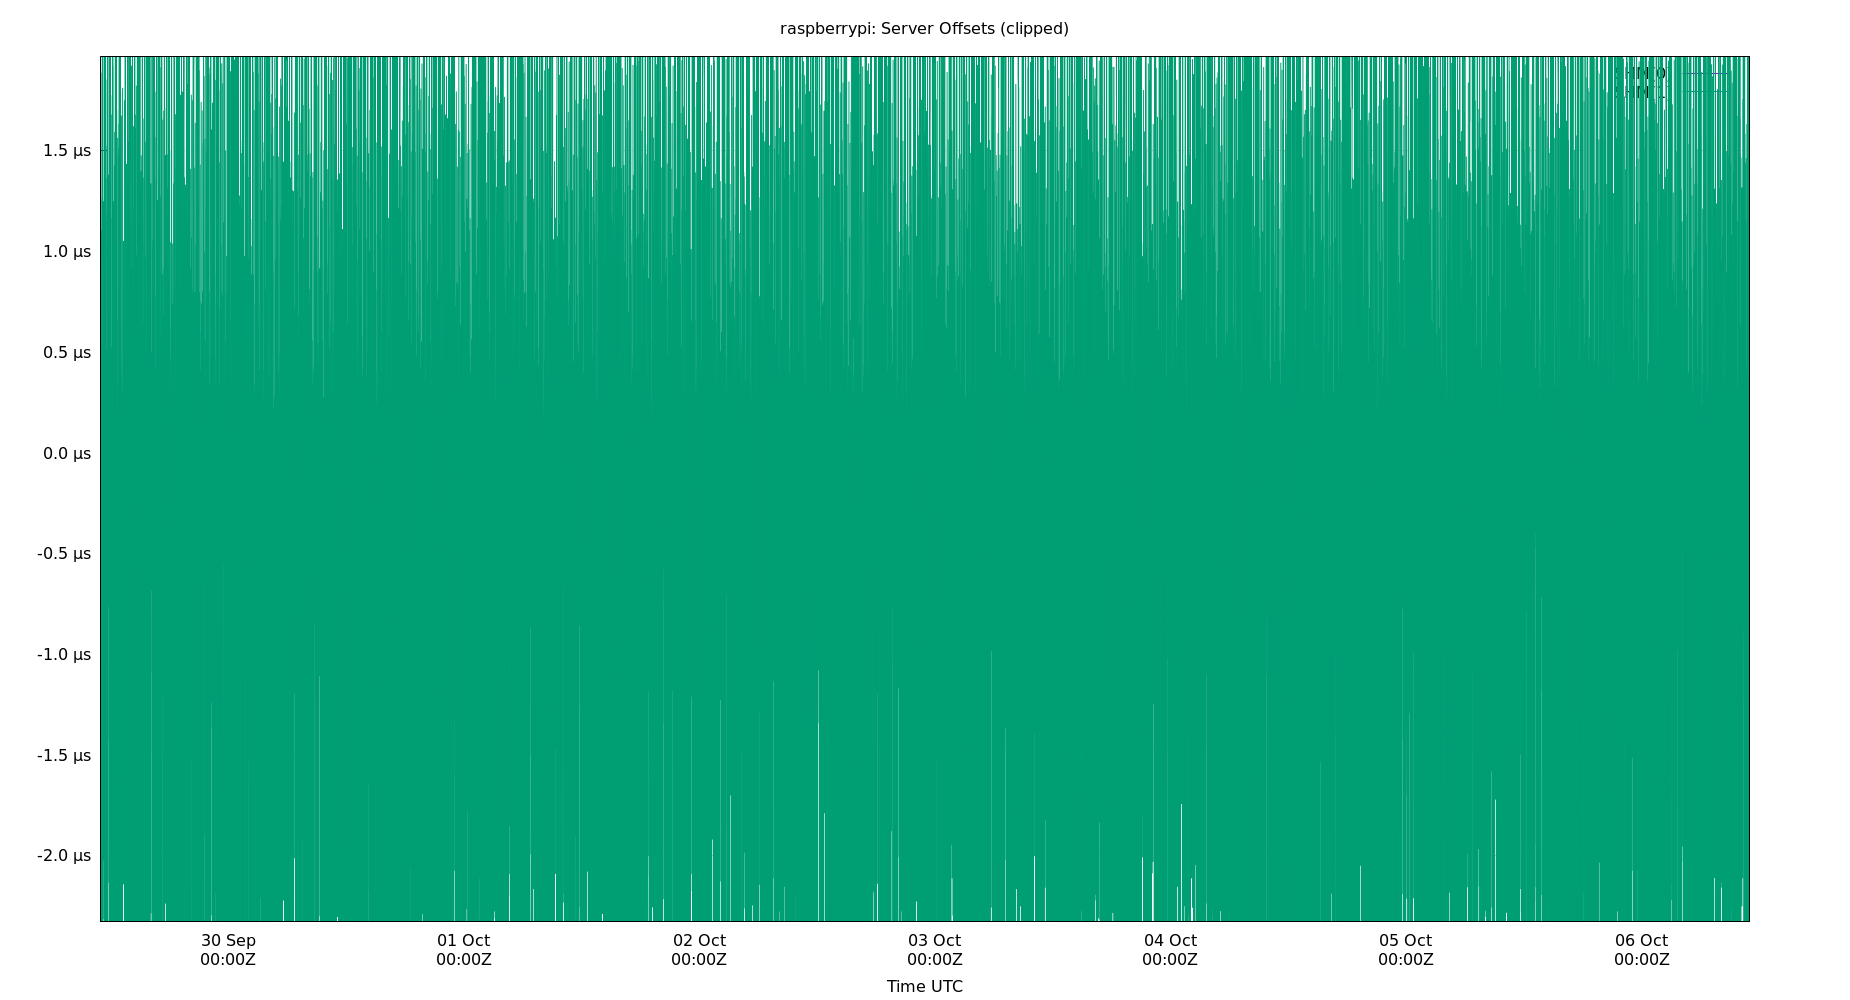 raspberrypi: Server Offsets (clipped)
1.5 µs
1.0 µs
0.5 µs
0.0 µs
-0.5 µs
-1.0 µs
-1.5 µs
-2.0 µs
30 Sep 01 Oct 02 Oct 03 Oct 04 Oct 05 Oct 06 Oct
00:00Z 00:00Z 00:00Z 00:00Z 00:00Z 00:00Z 00:00Z
Time UTC